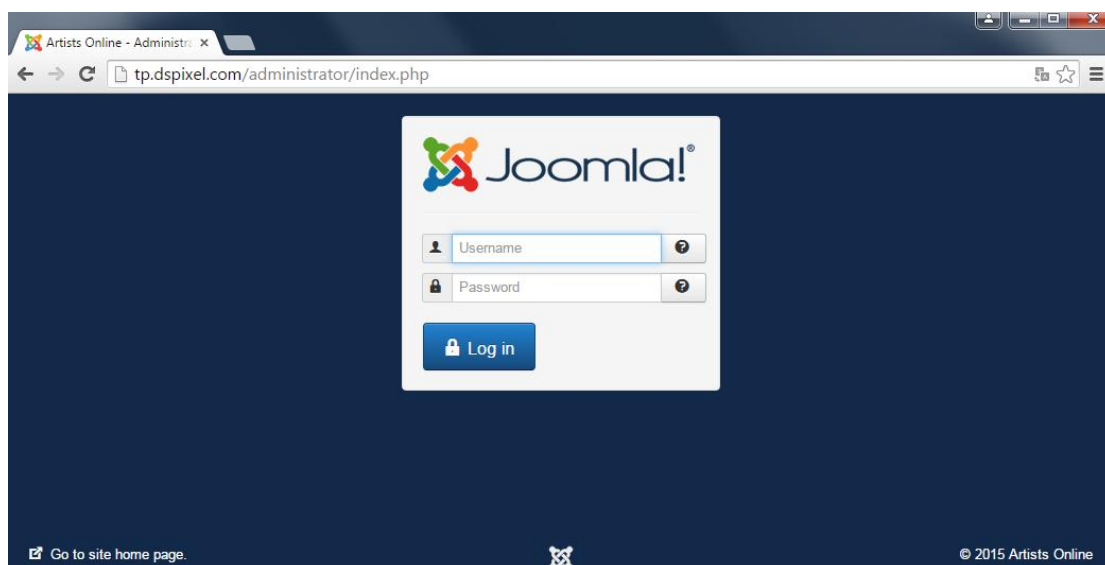 Artists Online - Administra
tp.dspixel.com/administrator/index.php
Joomla!®
Username
Password
Log in
Go to site home page.
© 2015 Artists Online